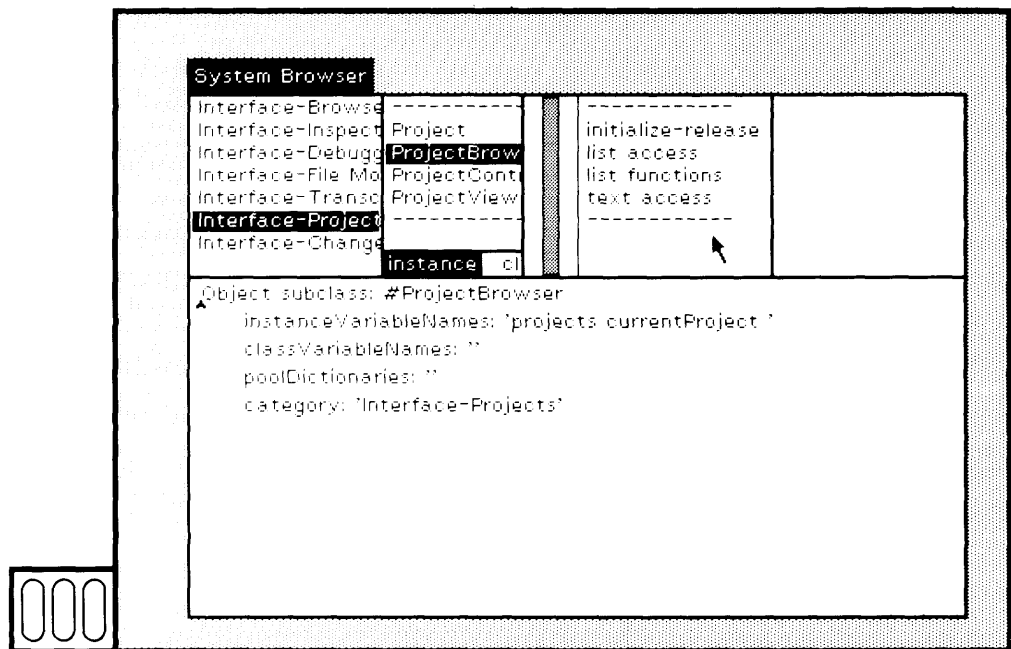 System Browser
Interface-Browse
Interface-Inspect
Interface-Debugg
Interface-File Mo
Interface-Transc
Interface-Project
Interface-Change
------------
Project
ProjectBrow
ProjectContr
ProjectView
------------
instance cl
------------
initialize-release
list access
list functions
text access
------------
Object subclass: #ProjectBrowser
instanceVariableNames: 'projects currentProject '
classVariableNames: ''
poolDictionaries: ''
category: 'Interface-Projects'